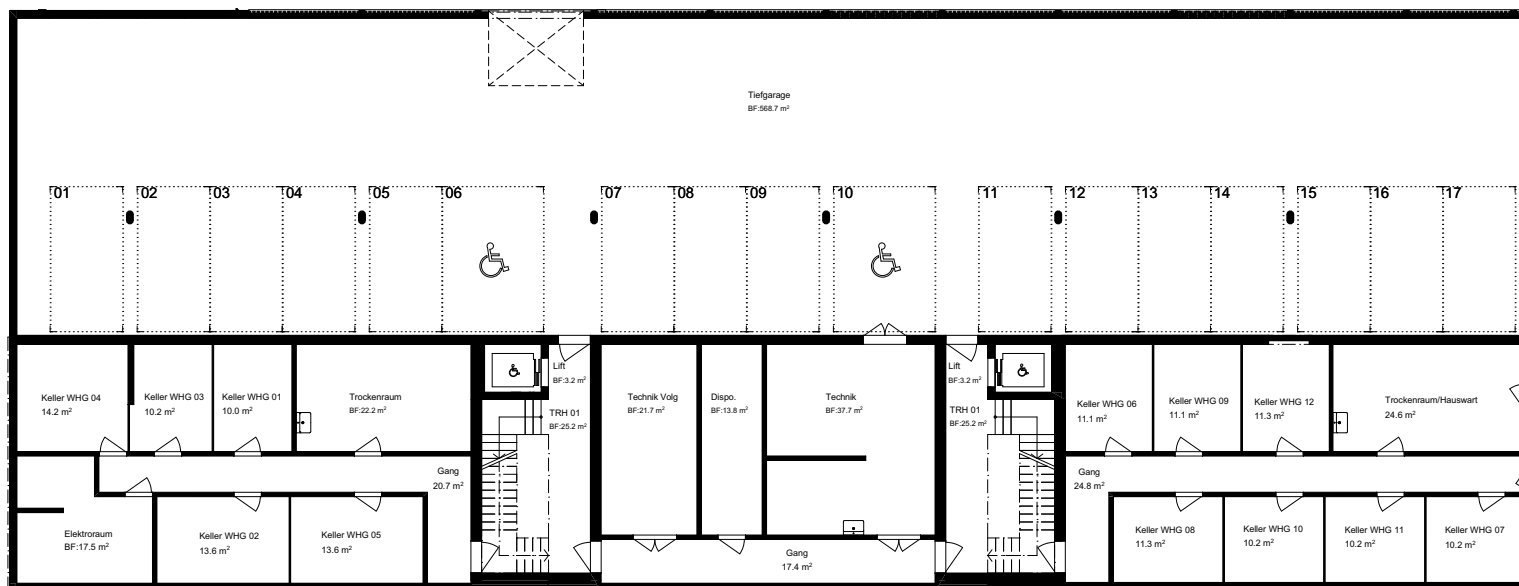 Tiefgarage
BF:568.7 m²
01
02
03
04
05
06
07
08
09
10
11
12
13
14
15
16
17
Keller WHG 04
14.2 m²
Keller WHG 03
10.2 m²
Keller WHG 01
10.0 m²
Trockenraum
BF:22.2 m²
Lift
BF:3.2 m²
TRH 01
BF:25.2 m²
Technik Volg
BF:21.7 m²
Dispo.
BF:13.8 m²
Technik
BF:37.7 m²
Lift
BF:3.2 m²
TRH 01
BF:25.2 m²
Keller WHG 06
11.1 m²
Keller WHG 09
11.1 m²
Keller WHG 12
11.3 m²
Trockenraum/Hauswart
24.6 m²
Gang
20.7 m²
Gang
24.8 m²
Elektroraum
BF:17.5 m²
Keller WHG 02
13.6 m²
Keller WHG 05
13.6 m²
Gang
17.4 m²
Keller WHG 08
11.3 m²
Keller WHG 10
10.2 m²
Keller WHG 11
10.2 m²
Keller WHG 07
10.2 m²